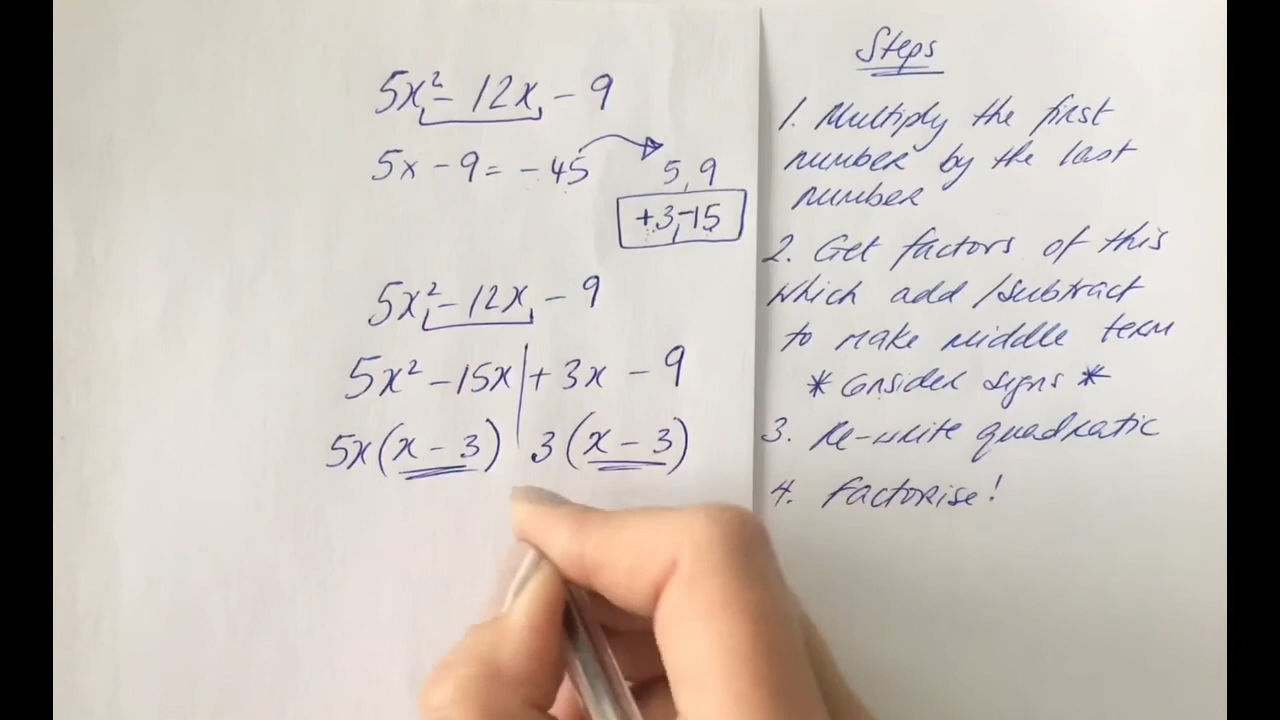 5x² - 12x - 9
5x - 9 = - 45
5, 9
+3, -15
5x² - 12x - 9
5x² - 15x + 3x - 9
5x (x - 3) 3 (x - 3)
Steps
1. Multiply the first
number by the last
number
2. Get factors of this
which add /subtract
to make middle term
* Consider signs *
3. Re-write quadratic
4. Factorise!